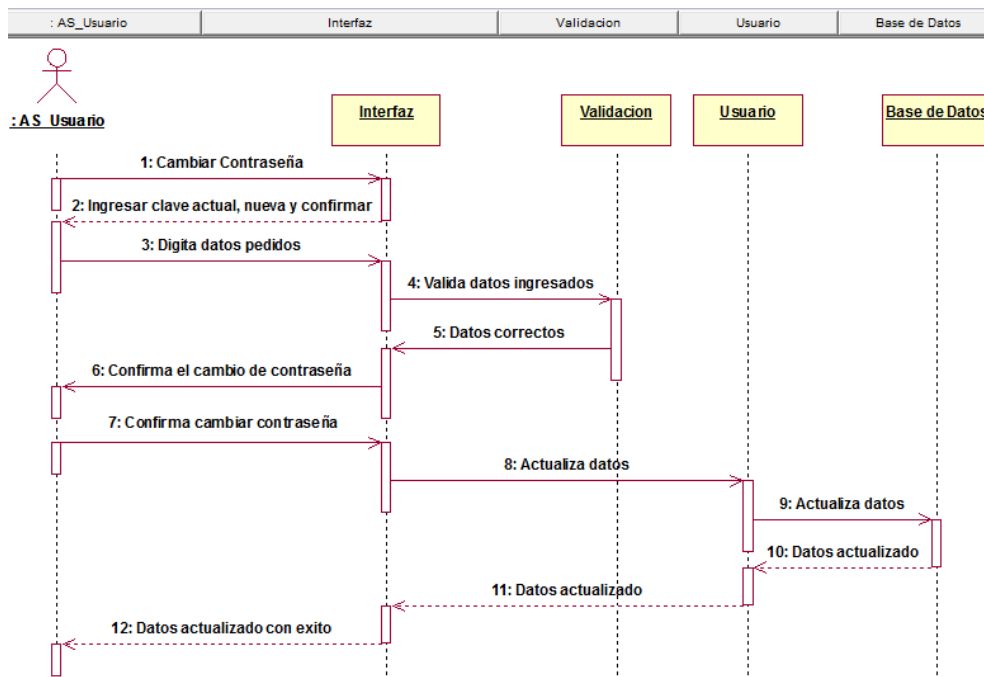 : AS_Usuario
Interfaz
Validacion
Usuario
Base de Datos
: AS_Usuario
Interfaz
Validacion
Usuario
Base de Datos
1: Cambiar Contraseña
2: Ingresar clave actual, nueva y confirmar
3: Digita datos pedidos
4: Valida datos ingresados
5: Datos correctos
6: Confirma el cambio de contraseña
7: Confirma cambiar contraseña
8: Actualiza datos
9: Actualiza datos
10: Datos actualizado
11: Datos actualizado
12: Datos actualizado con exito